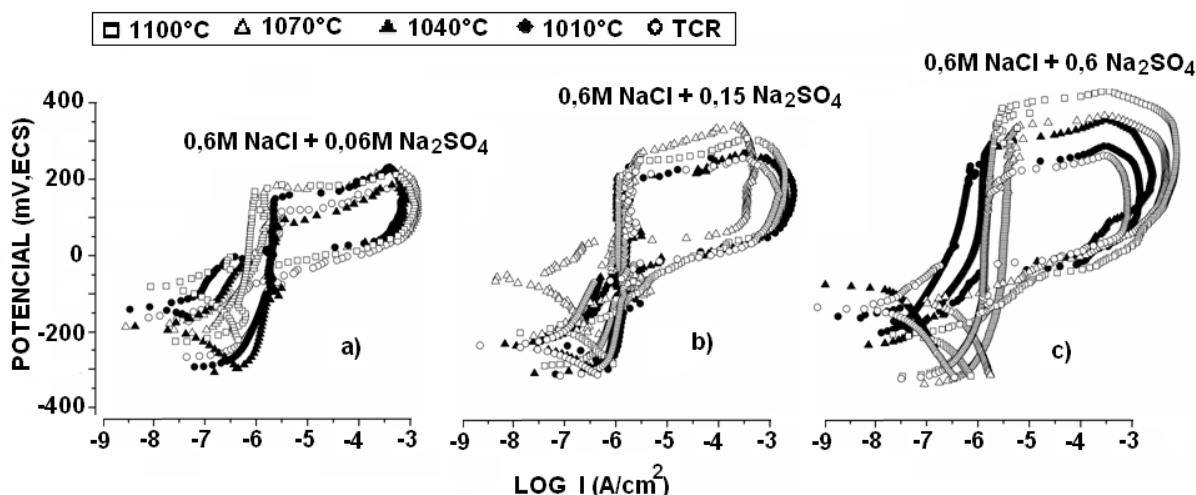 □ 1100°C △ 1070°C ▲ 1040°C ● 1010°C ○ TCR
0,6M NaCl + 0,06M Na₂SO₄
0,6M NaCl + 0,15 Na₂SO₄
0,6M NaCl + 0,6 Na₂SO₄
POTENCIAL (mV,ECS)
400
200
0
-200
-400
a)
b)
c)
-9 -8 -7 -6 -5 -4 -3
-9 -8 -7 -6 -5 -4 -3
-9 -8 -7 -6 -5 -4 -3
LOG I (A/cm²)